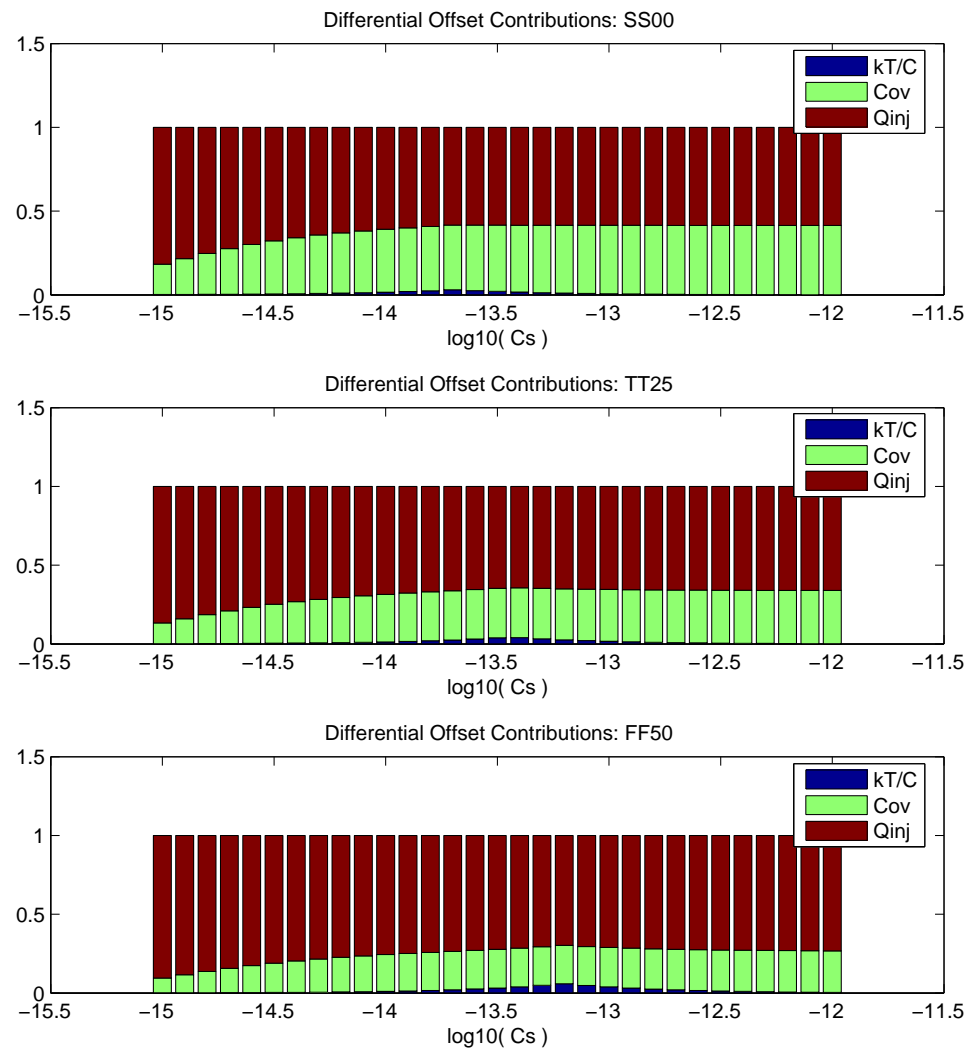 Differential Offset Contributions: SS00
1.5
1
0.5
0
kT/C
Cov
Qinj
−15.5 −15 −14.5 −14 −13.5 −13 −12.5 −12 −11.5
log10( Cs )
Differential Offset Contributions: TT25
1.5
1
0.5
0
kT/C
Cov
Qinj
−15.5 −15 −14.5 −14 −13.5 −13 −12.5 −12 −11.5
log10( Cs )
Differential Offset Contributions: FF50
1.5
1
0.5
0
kT/C
Cov
Qinj
−15.5 −15 −14.5 −14 −13.5 −13 −12.5 −12 −11.5
log10( Cs )